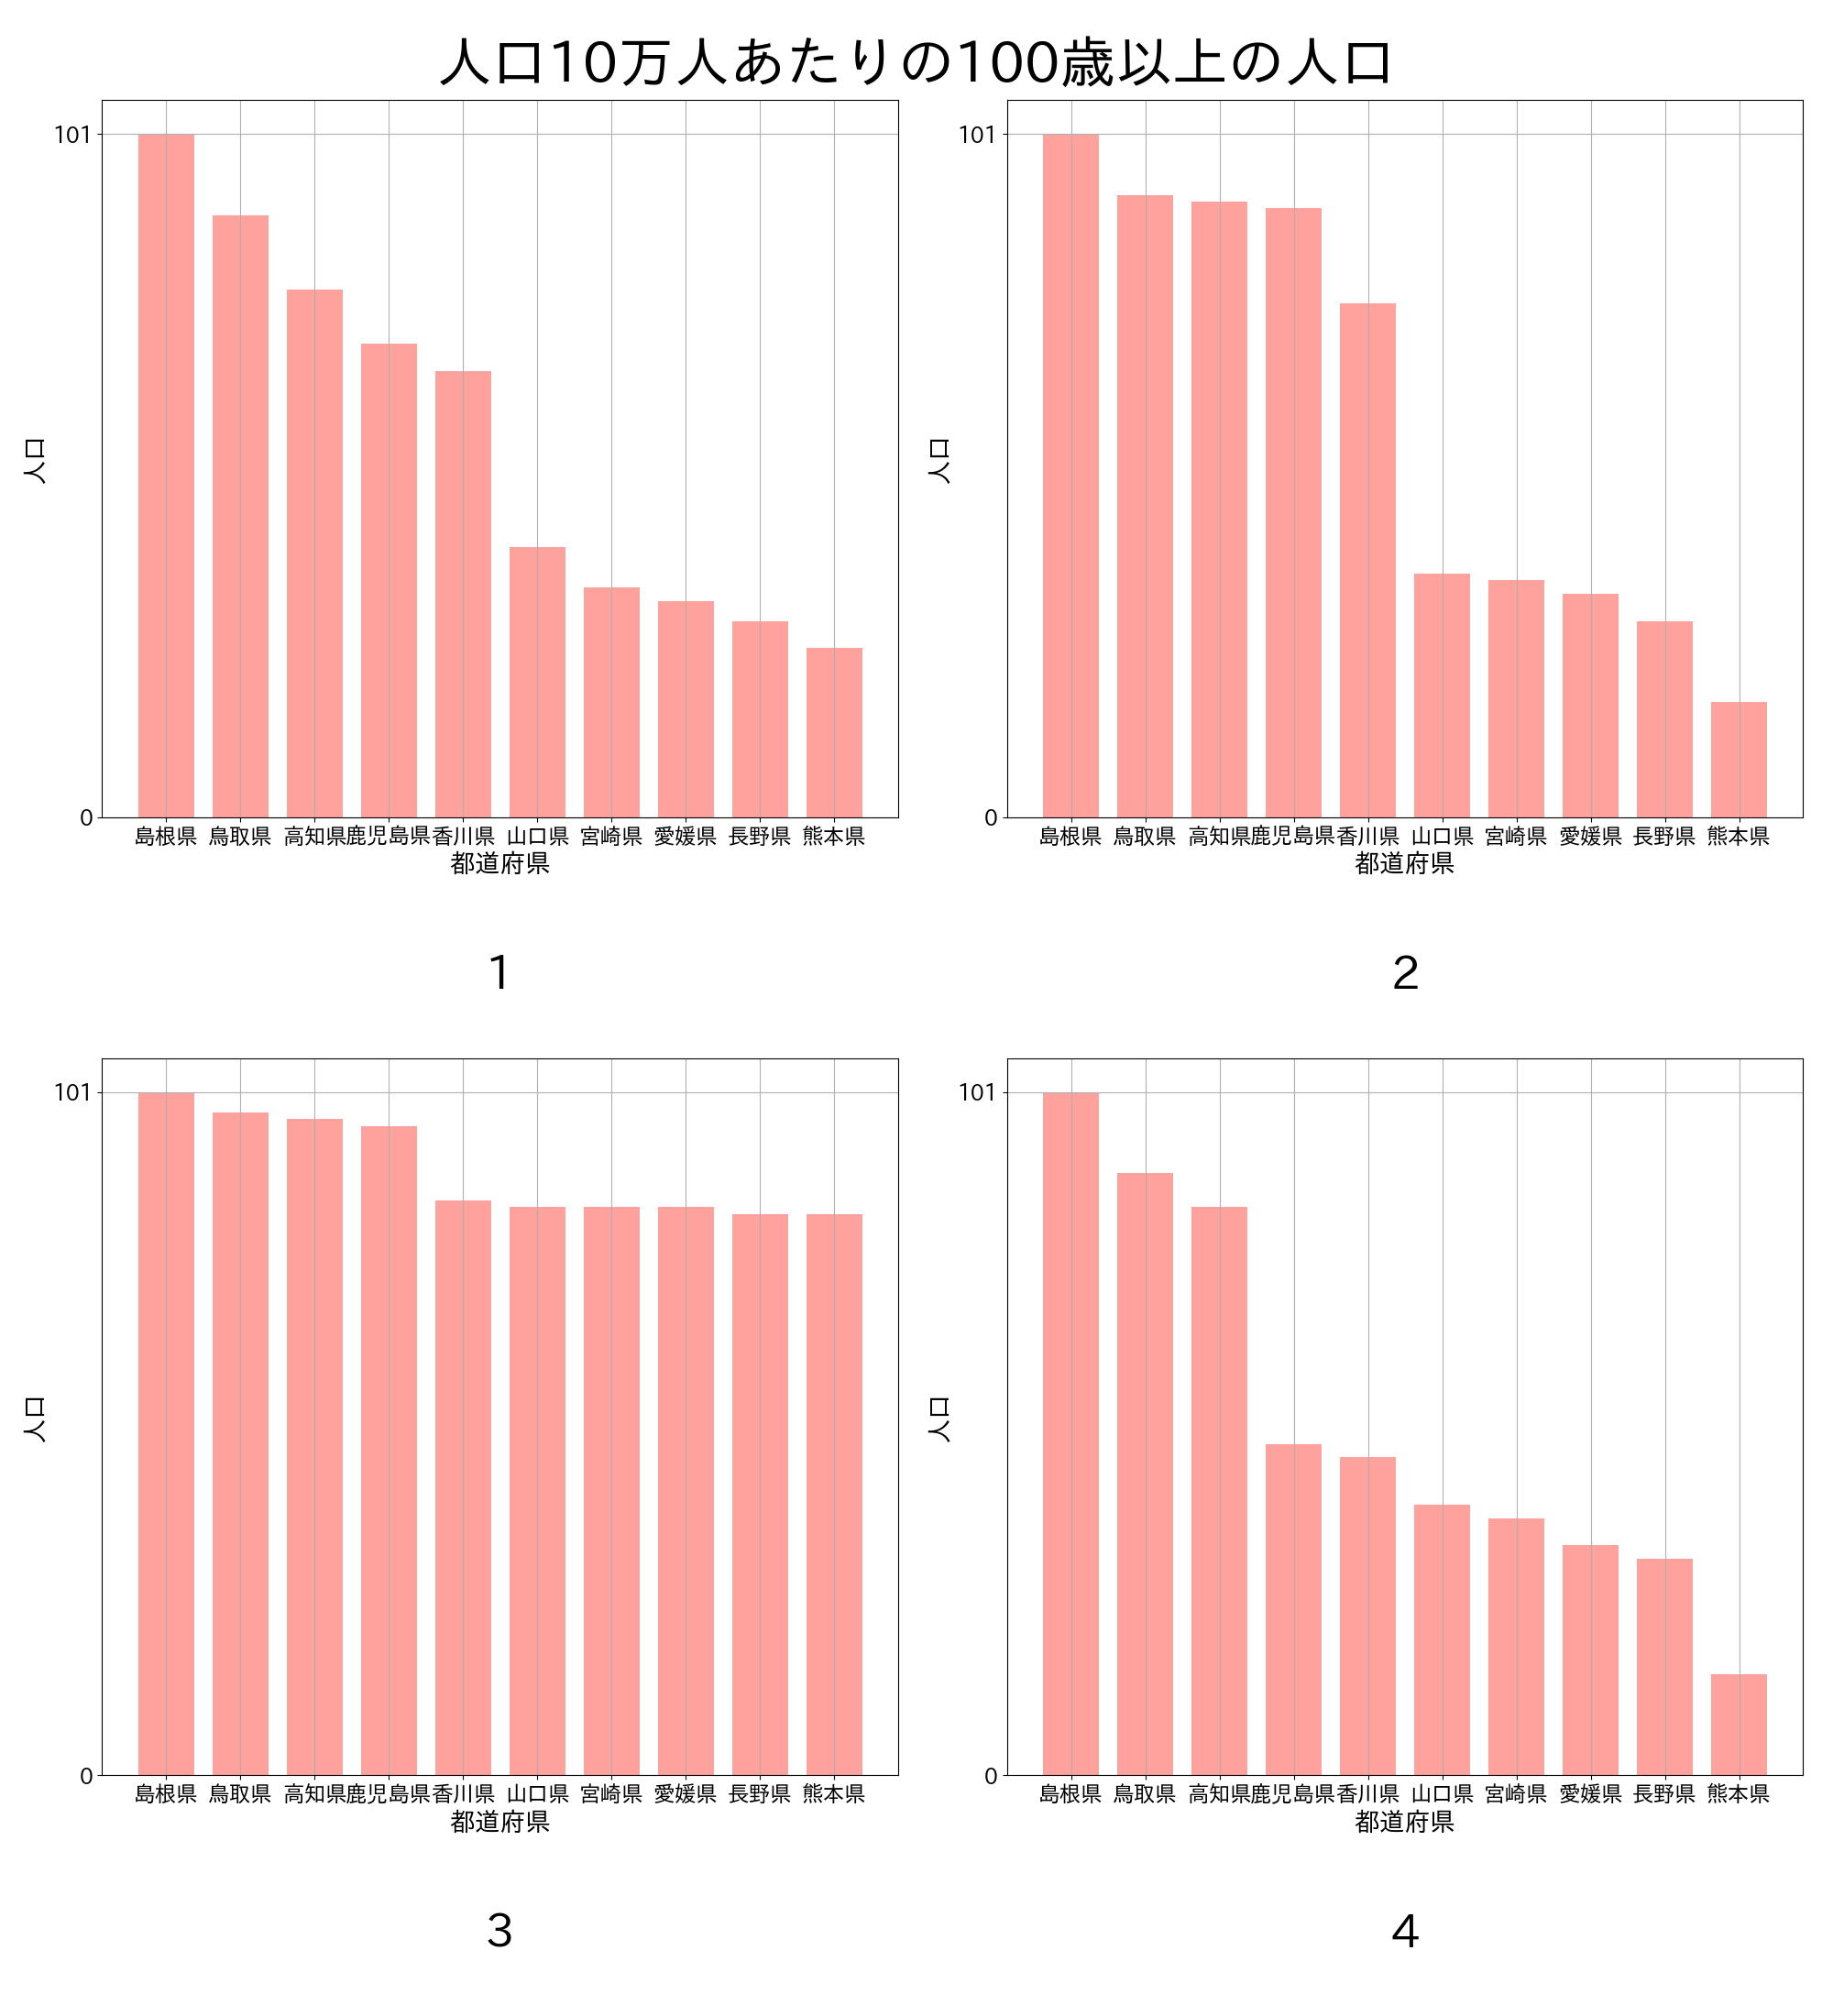 人口10万人あたりの100歳以上の人口
101
人口
0
島根県 鳥取県 高知県 鹿児島県 香川県 山口県 宮崎県 愛媛県 長野県 熊本県
都道府県
1
101
人口
0
島根県 鳥取県 高知県 鹿児島県 香川県 山口県 宮崎県 愛媛県 長野県 熊本県
都道府県
2
101
人口
0
島根県 鳥取県 高知県 鹿児島県 香川県 山口県 宮崎県 愛媛県 長野県 熊本県
都道府県
3
101
人口
0
島根県 鳥取県 高知県 鹿児島県 香川県 山口県 宮崎県 愛媛県 長野県 熊本県
都道府県
4